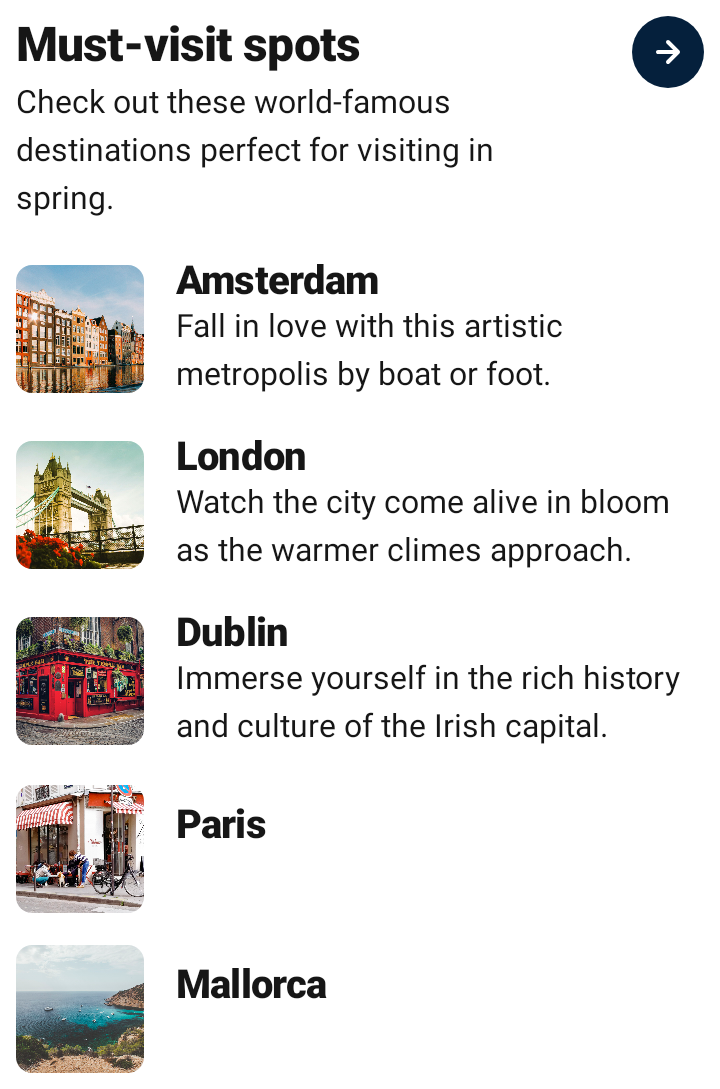 Must-visit spots
Check out these world-famous
destinations perfect for visiting in
spring.
Amsterdam
Fall in love with this artistic
metropolis by boat or foot.
London
Watch the city come alive in bloom
as the warmer climes approach.
Dublin
Immerse yourself in the rich history
and culture of the Irish capital.
Paris
Mallorca